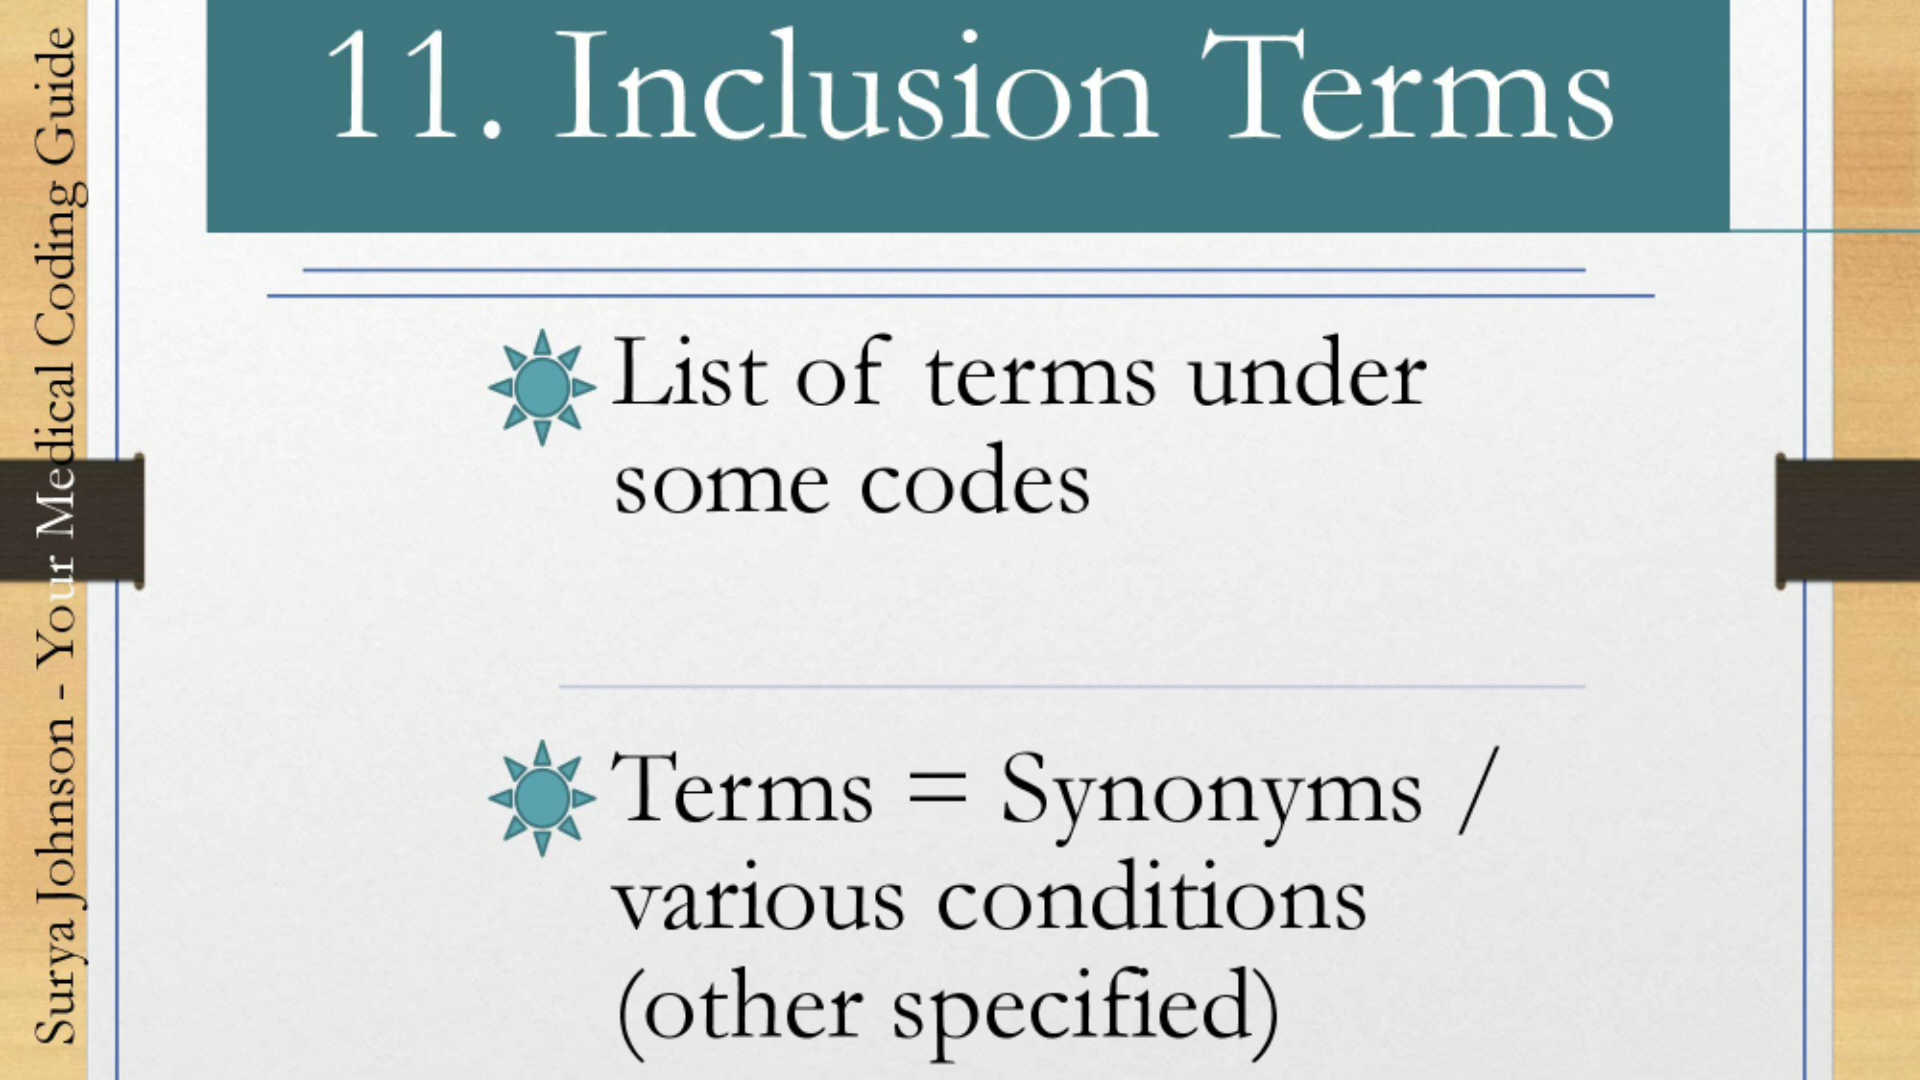 11. Inclusion Terms
List of terms under
some codes
Terms = Synonyms /
various conditions
(other specified)
Surya Johnson - Your Medical Coding Guide